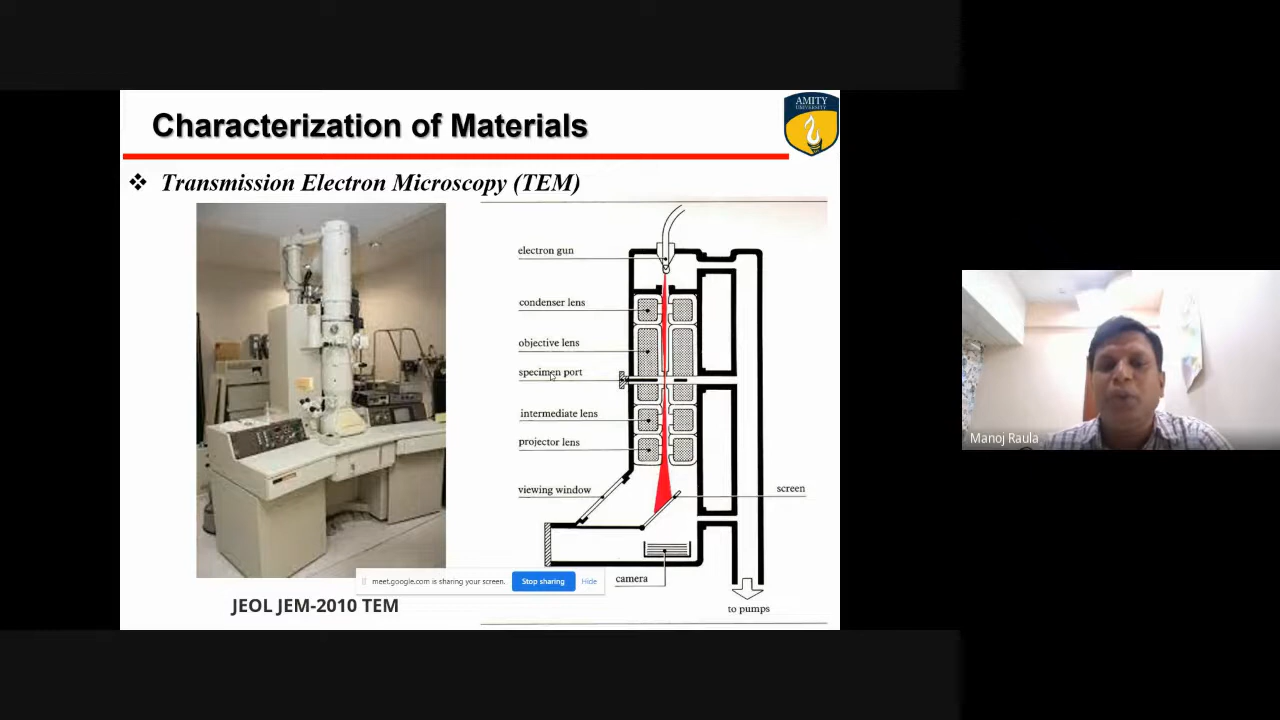 Characterization of Materials
AMITY
UNIVERSITY
Transmission Electron Microscopy (TEM)
electron gun
condenser lens
objective lens
specimen port
intermediate lens
projector lens
viewing window
screen
camera
to pumps
meet.google.com is sharing your screen.
Stop sharing
Hide
JEOL JEM-2010 TEM
Manoj Raula